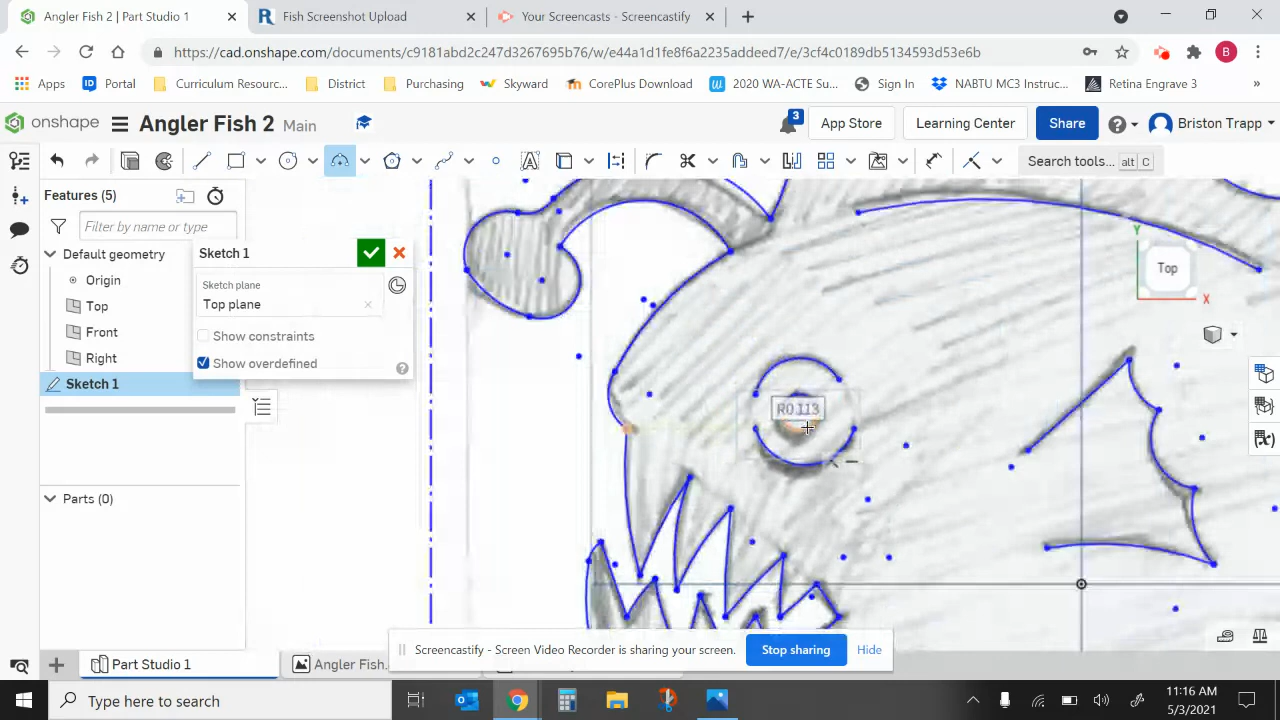 Angler Fish 2 | Part Studio 1
Fish Screenshot Upload
Your Screencasts - Screencastify
https://cad.onshape.com/documents/c9181abd2c247d3267695b76/w/e44a1d1fe8f6a2235addeed7/e/3cf4c0189db5134593d53e6b
B
Apps
Portal
Curriculum Resourc...
District
Purchasing
Skyward
CorePlus Download
2020 WA-ACTE Su...
Sign In
NABTU MC3 Instruc...
Retina Engrave 3
»
onshape
Angler Fish 2 Main
3
App Store
Learning Center
Share
Briston Trapp
Search tools... alt C
Features (5)
Filter by name or type
Default geometry
Origin
Top
Front
Right
Sketch 1
Parts (0)
Sketch 1
Sketch plane
Top plane
Show constraints
Show overdefined
R0.113
Y
Top
X
Screencastify - Screen Video Recorder is sharing your screen.
Stop sharing
Hide
Part Studio 1
Angler Fish.
Type here to search
11:16 AM
5/3/2021